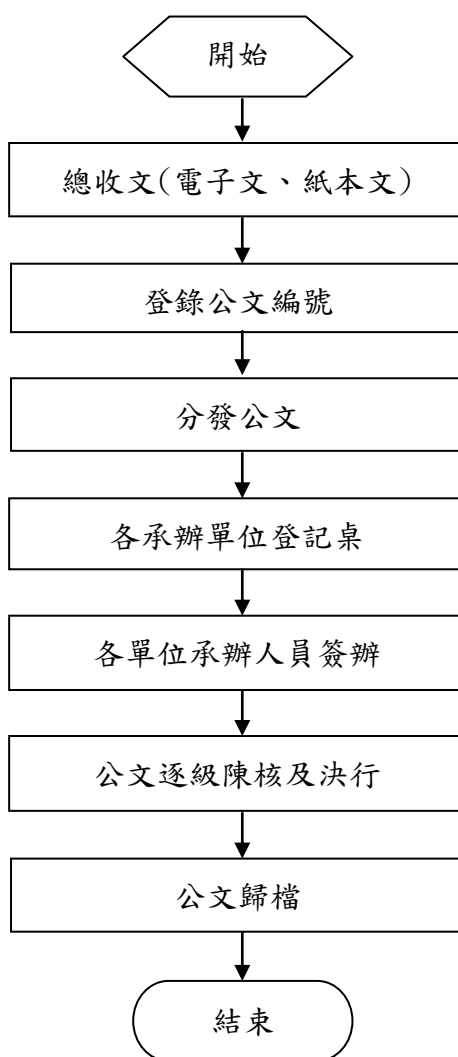 開始
總收文(電子文、紙本文)
登錄公文編號
分發公文
各承辦單位登記桌
各單位承辦人員簽辦
公文逐級陳核及決行
公文歸檔
結束